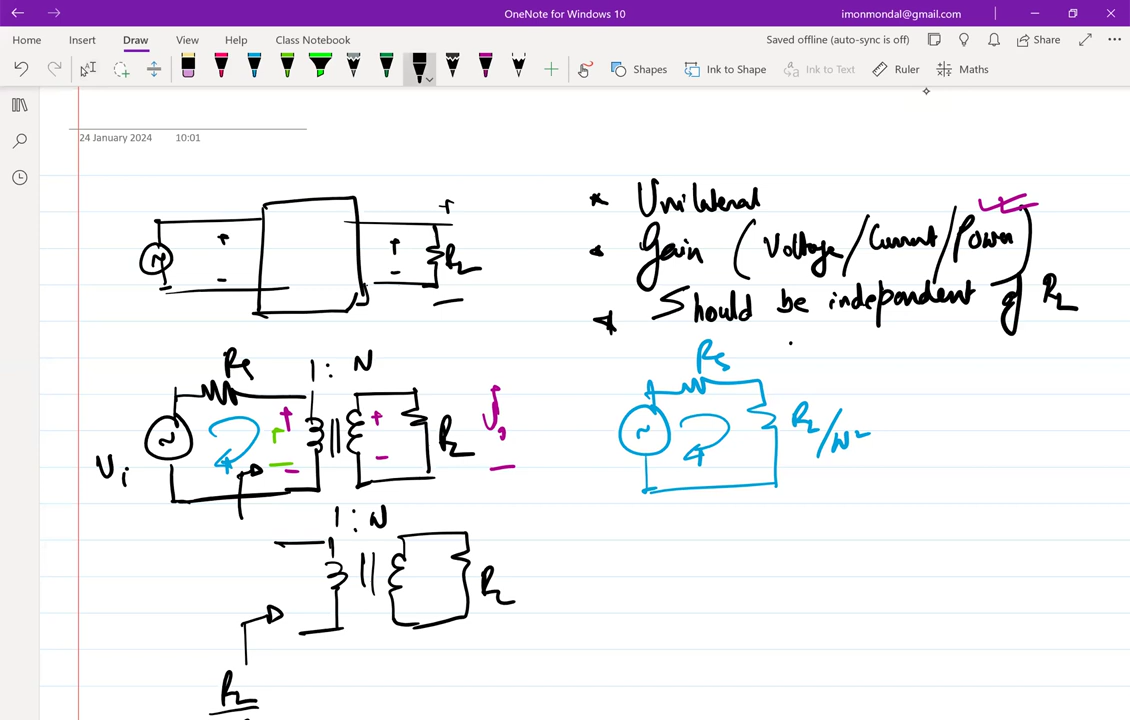 OneNote for Windows 10
imonmondal@gmail.com
Home Insert Draw View Help Class Notebook
Saved offline (auto-sync is off) Share
Shapes Ink to Shape Ink to Text Ruler Maths
24 January 2024 10:01
+
+ + RL
- -
* Unilateral
* Gain (Voltage/Current/Power)
* Should be independent of RL
Rs 1 : N
Vi + - + - RL
Rs
RL/N²
1 : N
RL
RL